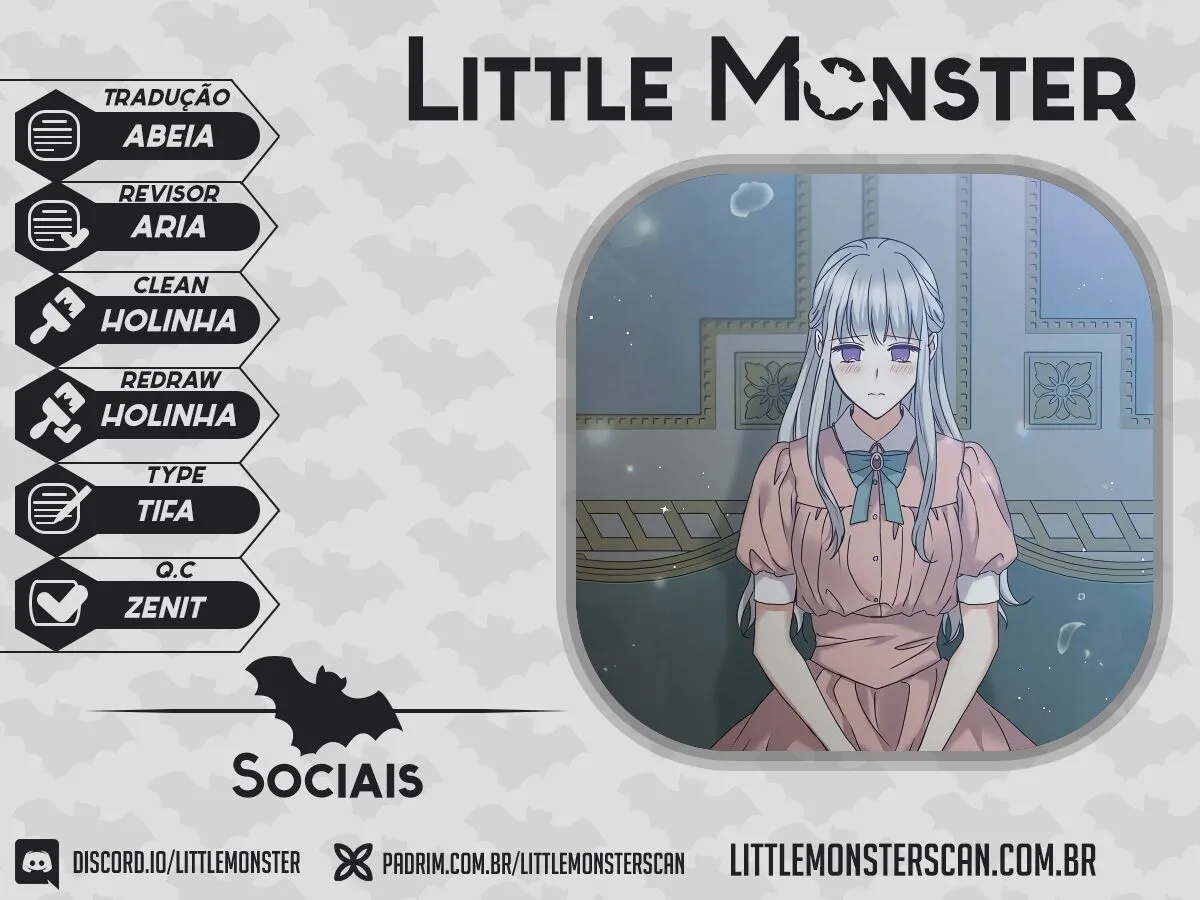 LITTLE MONSTER
TRADUÇÃO
ABEIA
REVISOR
ARIA
CLEAN
HOLINHA
REDRAW
HOLINHA
TYPE
TIFA
Q.C
ZENIT
SOCIAIS
DISCORD.IO/LITTLEMONSTER
PADRIM.COM.BR/LITTLEMONSTERSCAN
LITTLEMONSTERSCAN.COM.BR